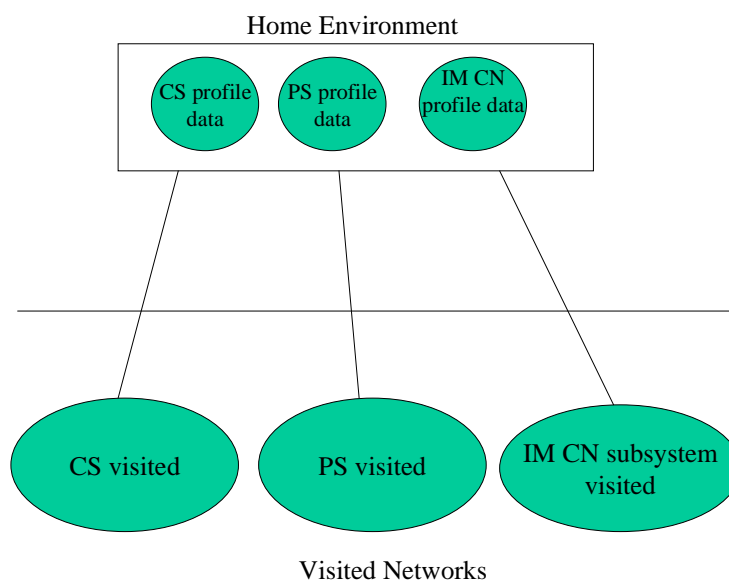 Home Environment
CS profile
data
PS profile
data
IM CN
profile data
CS visited
PS visited
IM CN subsystem
visited
Visited Networks